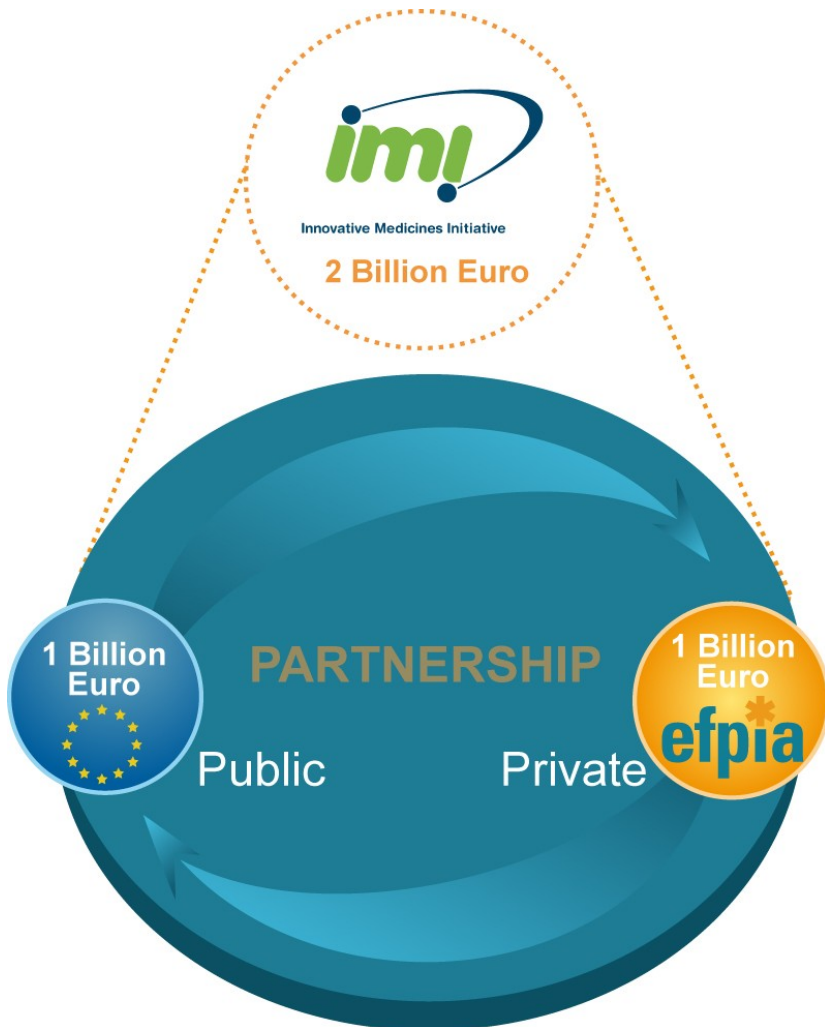 imi
Innovative Medicines Initiative
2 Billion Euro
1 Billion
Euro
PARTNERSHIP
1 Billion
Euro
efpia
Public
Private